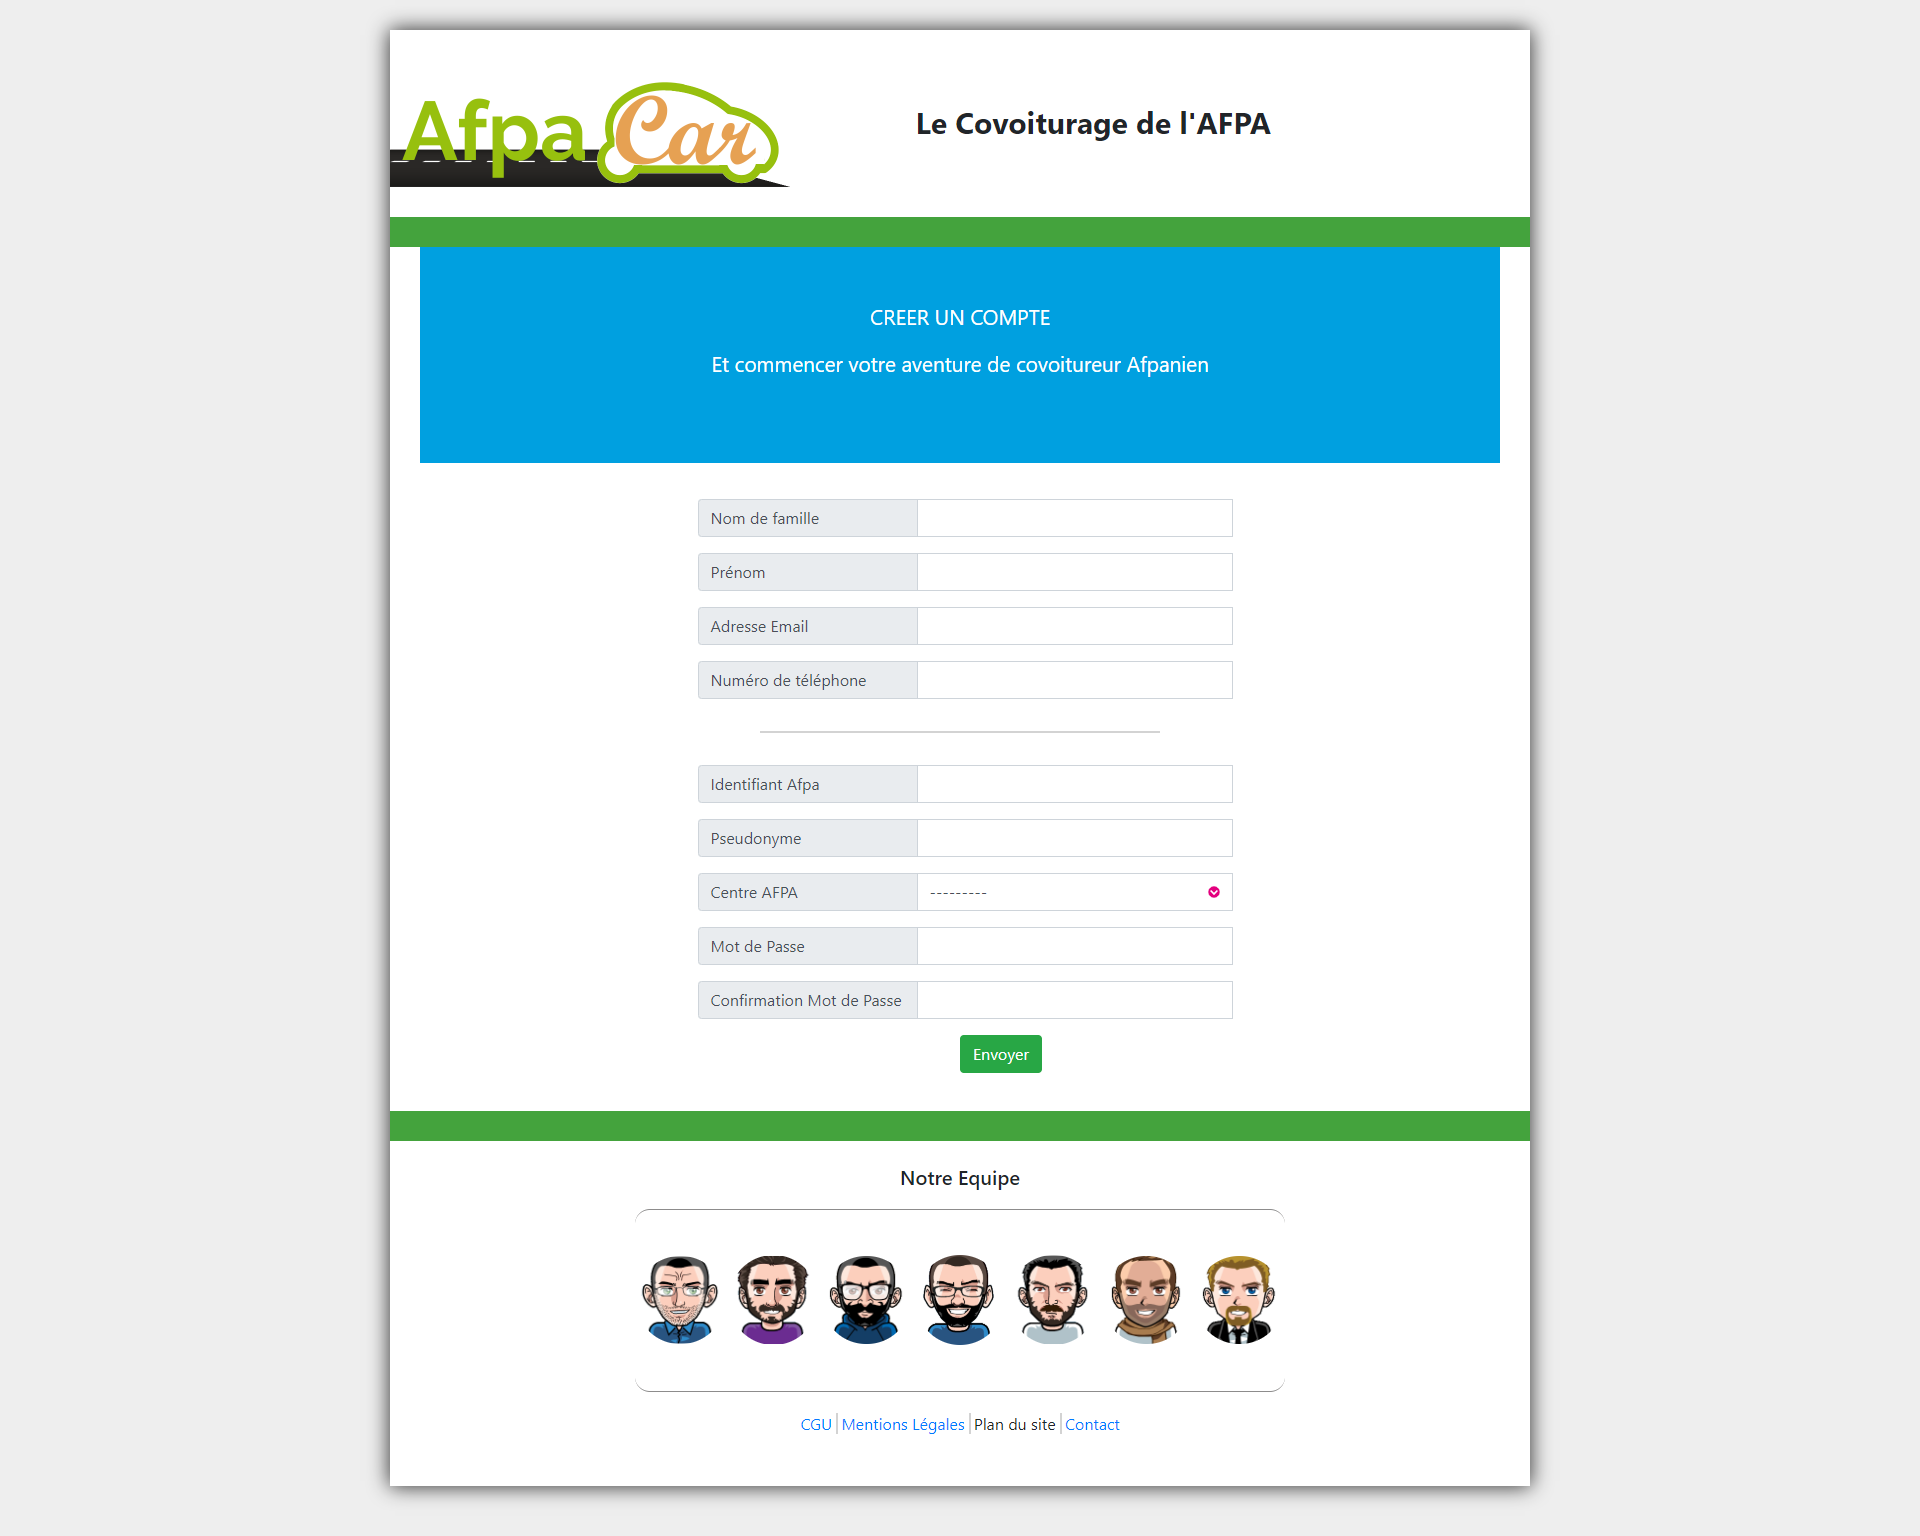 Afpa Car
Le Covoiturage de l'AFPA
CREER UN COMPTE
Et commencer votre aventure de covoitureur Afpanien
Nom de famille
Prénom
Adresse Email
Numéro de téléphone
Identifiant Afpa
Pseudonyme
Centre AFPA ---------
Mot de Passe
Confirmation Mot de Passe
Envoyer
Notre Equipe
CGU Mentions Légales Plan du site Contact